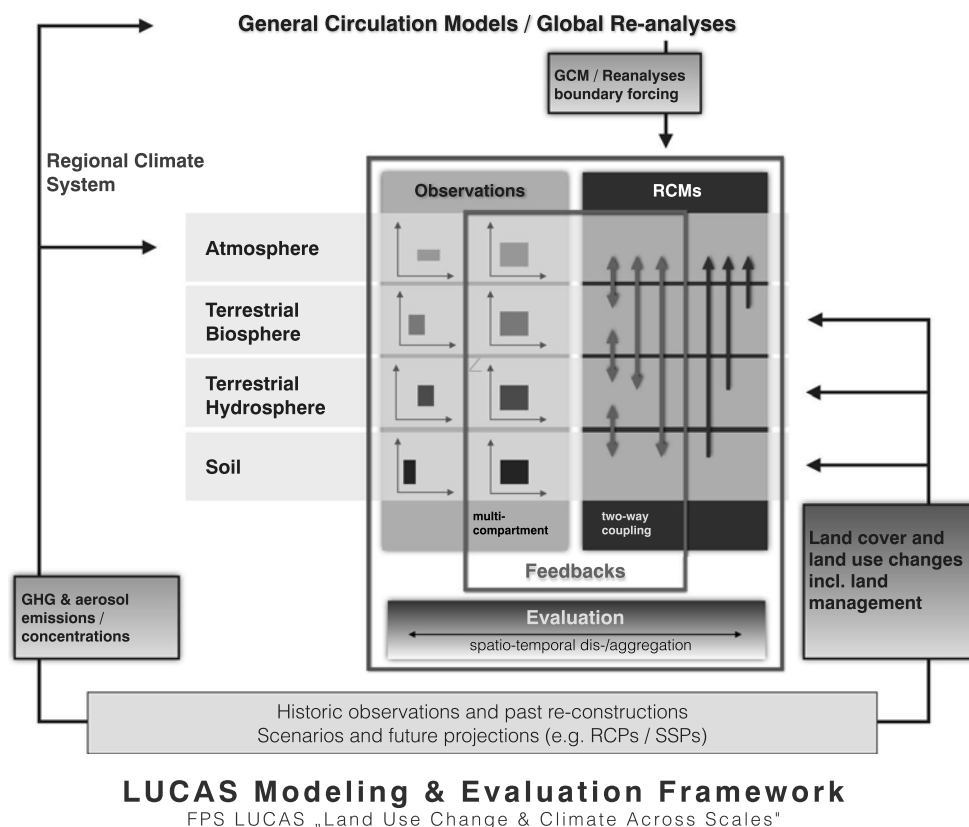 General Circulation Models / Global Re-analyses
GCM / Reanalyses
boundary forcing
Regional Climate
System
Observations
RCMs
Atmosphere
Terrestrial
Biosphere
Terrestrial
Hydrosphere
Soil
multi-
compartment
two-way
coupling
Feedbacks
Evaluation
spatio-temporal dis-/aggregation
GHG & aerosol
emissions /
concentrations
Land cover and
land use changes
incl. land
management
Historic observations and past re-constructions
Scenarios and future projections (e.g. RCPs / SSPs)
LUCAS Modeling & Evaluation Framework
FPS LUCAS „Land Use Change & Climate Across Scales"